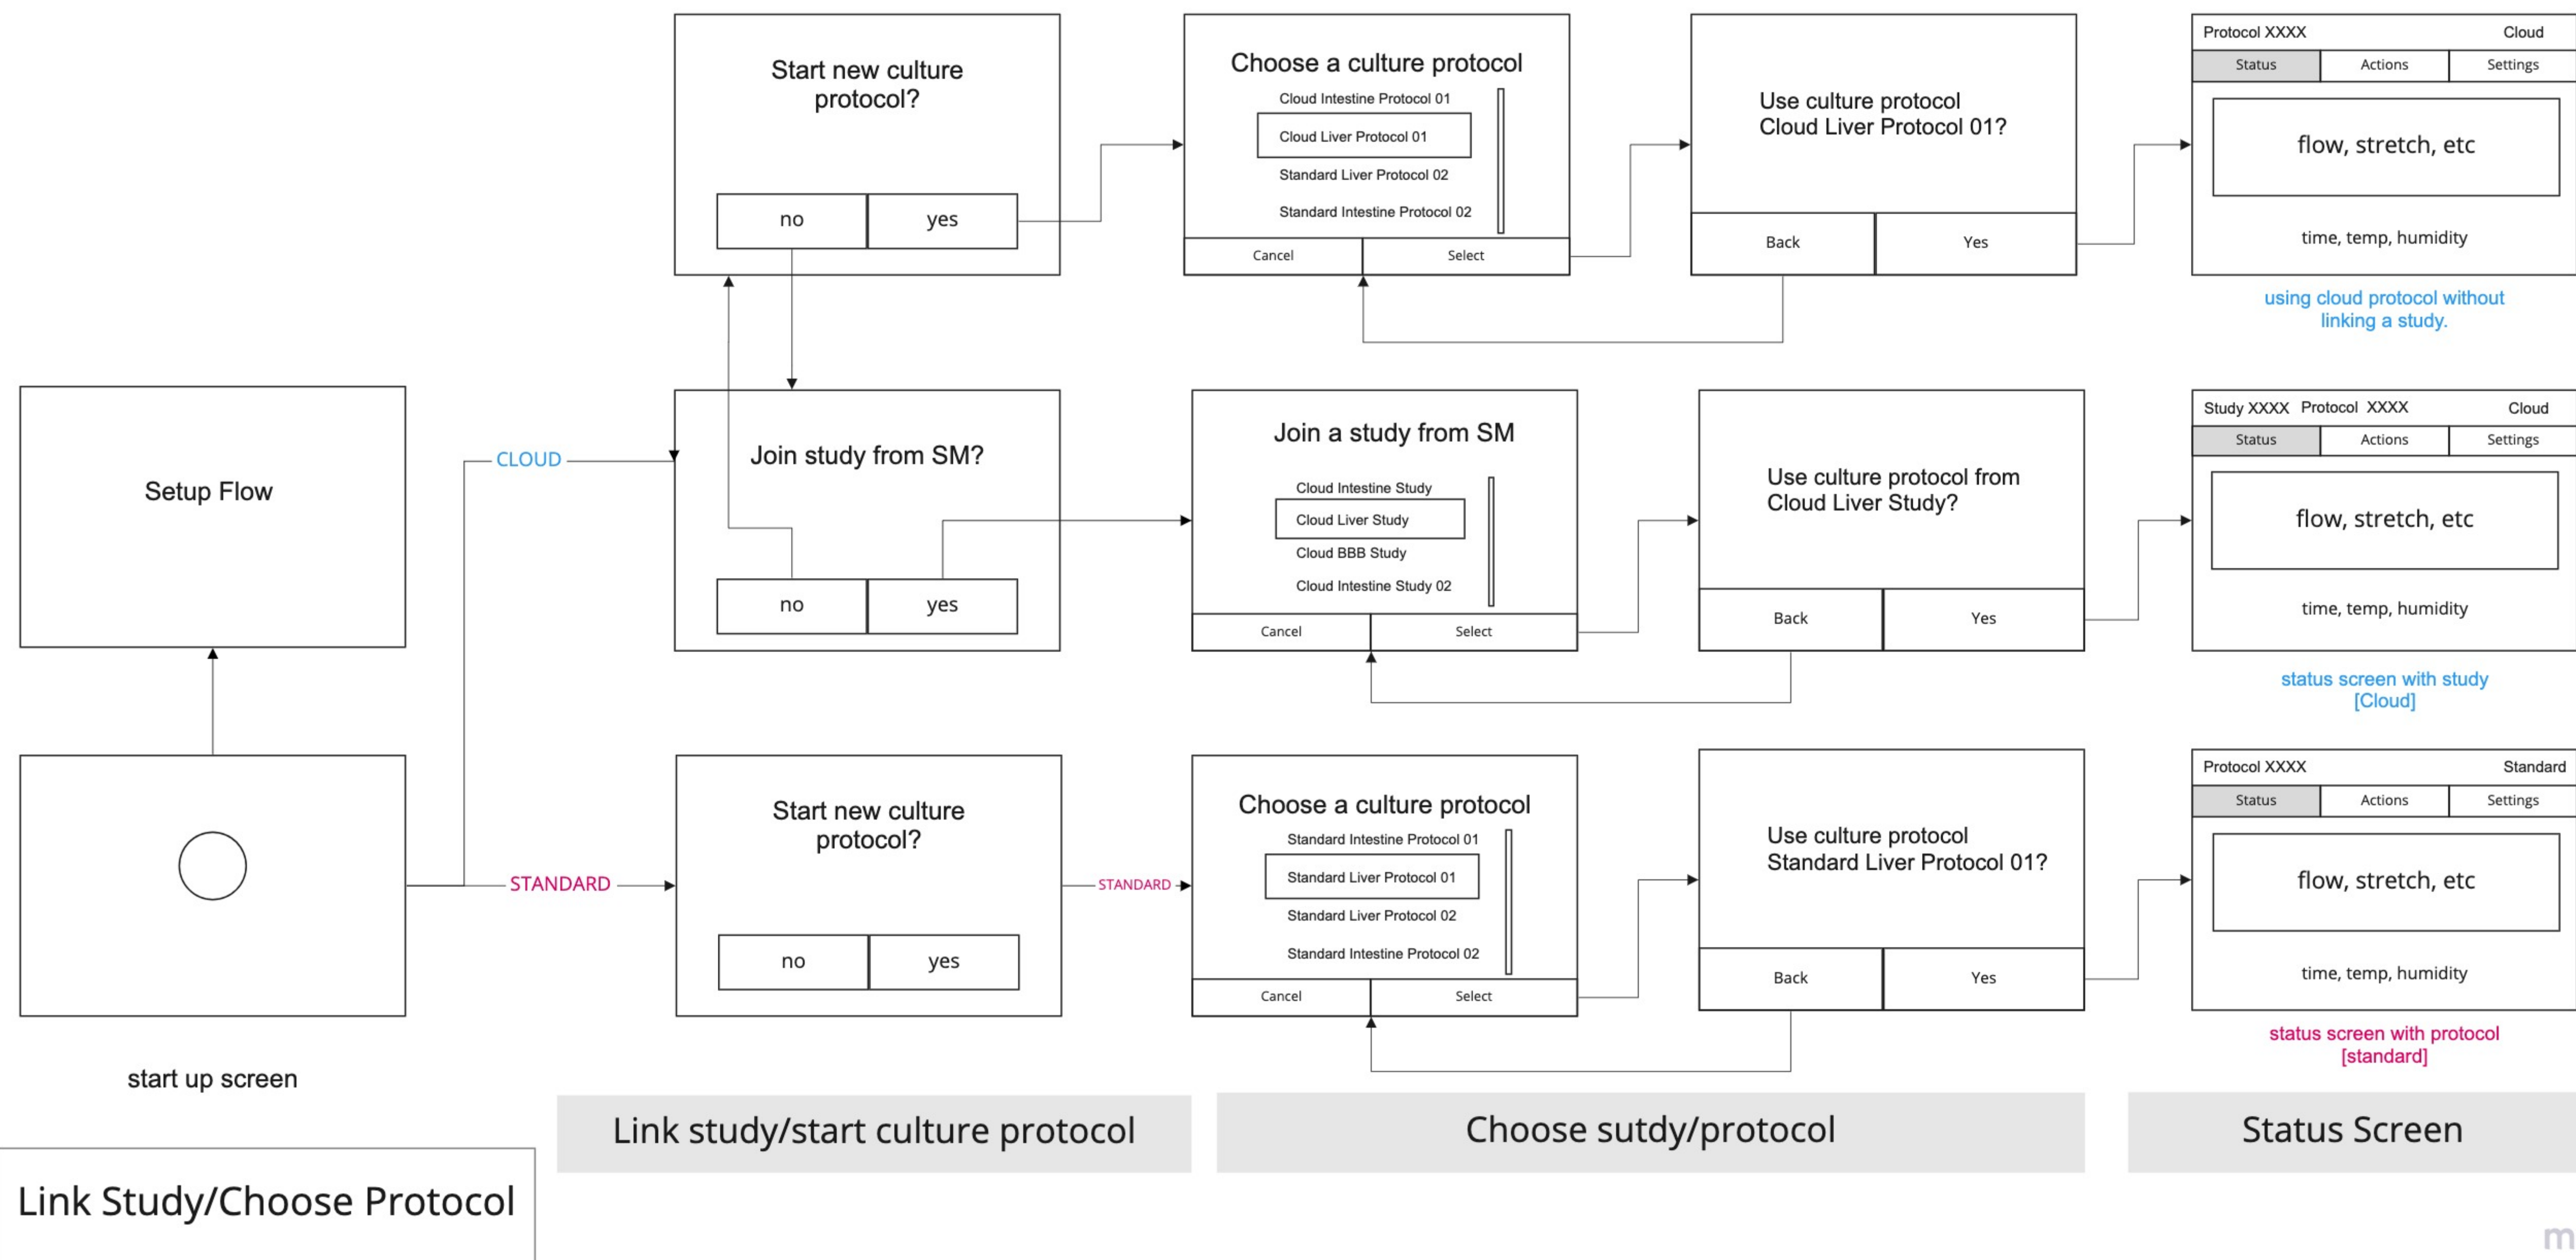 Start new culture
protocol?
no
yes
Choose a culture protocol
Cloud Intestine Protocol 01
Cloud Liver Protocol 01
Standard Liver Protocol 02
Standard Intestine Protocol 02
Cancel
Select
Use culture protocol
Cloud Liver Protocol 01?
Back
Yes
Protocol XXXX
Cloud
Status
Actions
Settings
flow, stretch, etc
time, temp, humidity
using cloud protocol without
linking a study.
Setup Flow
CLOUD
Join study from SM?
no
yes
Join a study from SM
Cloud Intestine Study
Cloud Liver Study
Cloud BBB Study
Cloud Intestine Study 02
Cancel
Select
Use culture protocol from
Cloud Liver Study?
Back
Yes
Study XXXX Protocol XXXX
Cloud
Status
Actions
Settings
flow, stretch, etc
time, temp, humidity
status screen with study
[Cloud]
start up screen
STANDARD
Start new culture
protocol?
no
yes
STANDARD
Choose a culture protocol
Standard Intestine Protocol 01
Standard Liver Protocol 01
Standard Liver Protocol 02
Standard Intestine Protocol 02
Cancel
Select
Use culture protocol
Standard Liver Protocol 01?
Back
Yes
Protocol XXXX
Standard
Status
Actions
Settings
flow, stretch, etc
time, temp, humidity
status screen with protocol
[standard]
Link study/start culture protocol
Choose sutdy/protocol
Status Screen
Link Study/Choose Protocol
m